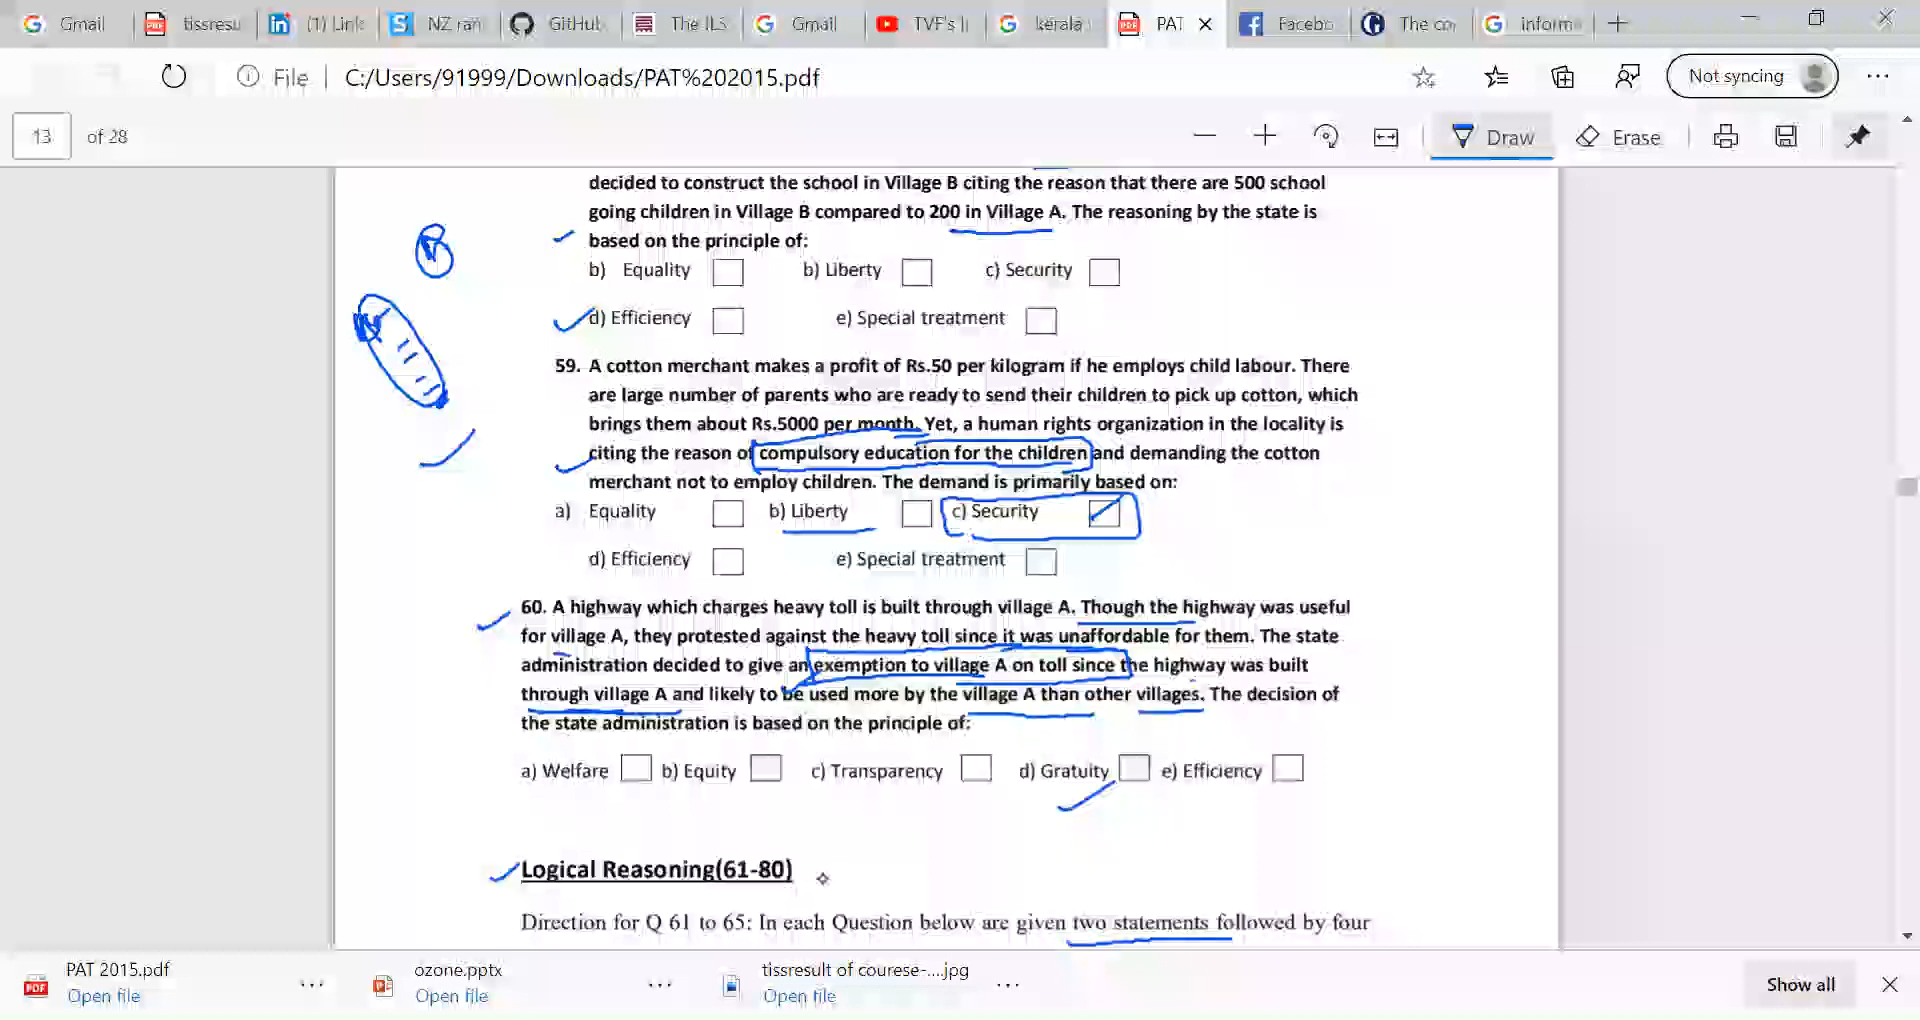 Gmail
tissresu
(1) Link
NZ ran
GitHub
The ILS
Gmail
TVF's
kerala
PAT
Facebo
The co
inform
File
C:/Users/91999/Downloads/PAT%202015.pdf
Not syncing
13 of 28
Draw
Erase
decided to construct the school in Village B citing the reason that there are 500 school
going children in Village B compared to 200 in Village A. The reasoning by the state is
B
based on the principle of:
b) Equality b) Liberty c) Security
d) Efficiency e) Special treatment
59. A cotton merchant makes a profit of Rs.50 per kilogram if he employs child labour. There
are large number of parents who are ready to send their children to pick up cotton, which
brings them about Rs.5000 per month. Yet, a human rights organization in the locality is
citing the reason of compulsory education for the children and demanding the cotton
merchant not to employ children. The demand is primarily based on:
a) Equality b) Liberty c) Security
d) Efficiency e) Special treatment
60. A highway which charges heavy toll is built through village A. Though the highway was useful
for village A, they protested against the heavy toll since it was unaffordable for them. The state
administration decided to give an exemption to village A on toll since the highway was built
through village A and likely to be used more by the village A than other villages. The decision of
the state administration is based on the principle of:
a) Welfare b) Equity c) Transparency d) Gratuity e) Efficiency
Logical Reasoning(61-80)
Direction for Q 61 to 65: In each Question below are given two statements followed by four
PAT 2015.pdf
Open file
ozone.pptx
Open file
tissresult of courese-....jpg
Open file
Show all